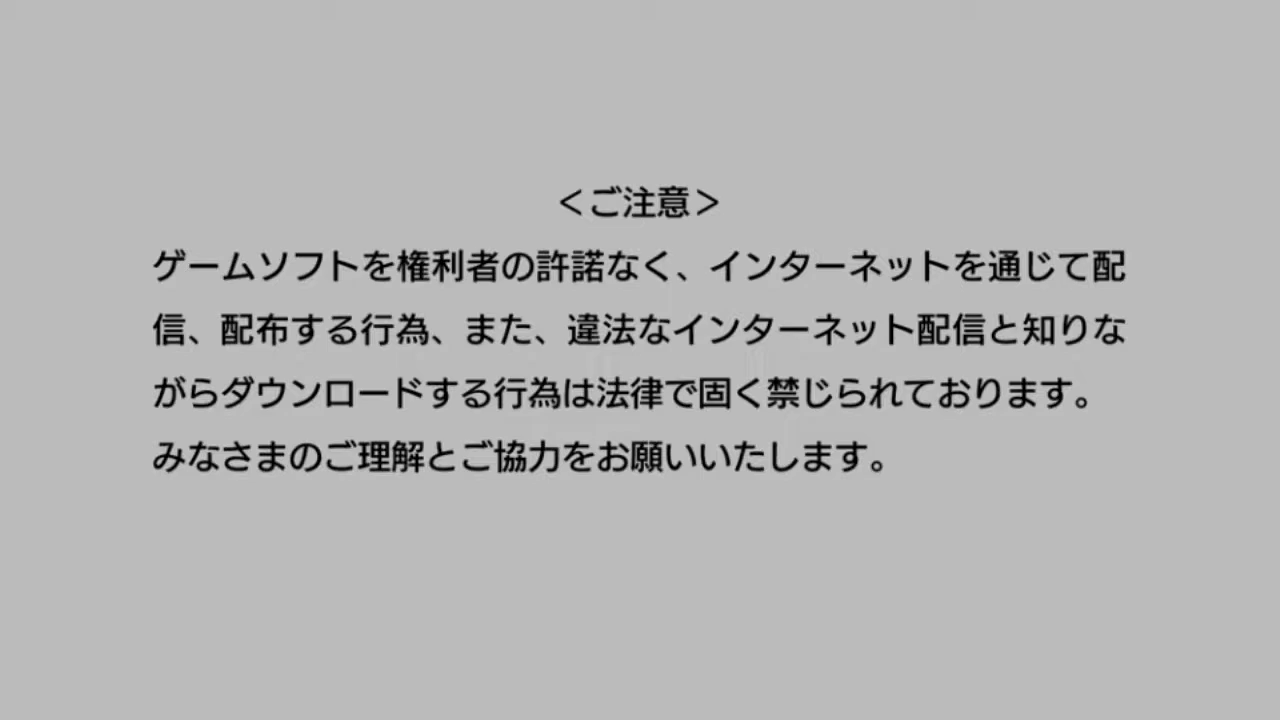 ＜ご注意＞
ゲームソフトを権利者の許諾なく、インターネットを通じて配
信、配布する行為、また、違法なインターネット配信と知りな
がらダウンロードする行為は法律で固く禁じられております。
みなさまのご理解とご協力をお願いいたします。